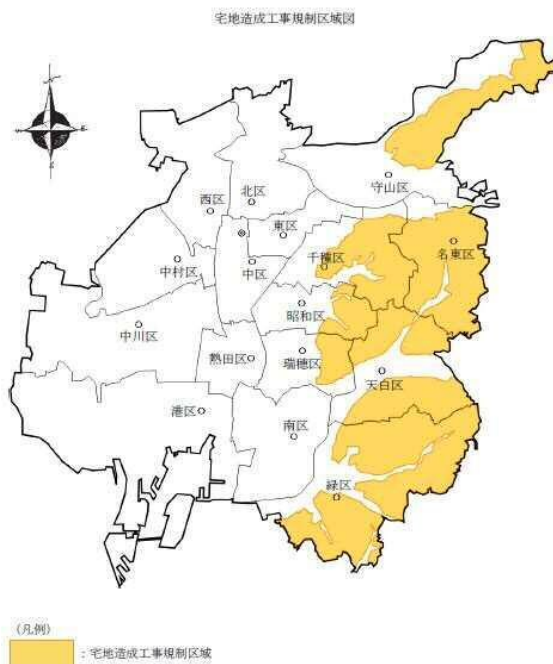 宅地造成工事規制区域図
守山区
北区
西区
東区
名東区
千種区
中区
中村区
昭和区
中川区
熱田区
瑞穂区
天白区
港区
南区
緑区
(凡例)
：宅地造成工事規制区域